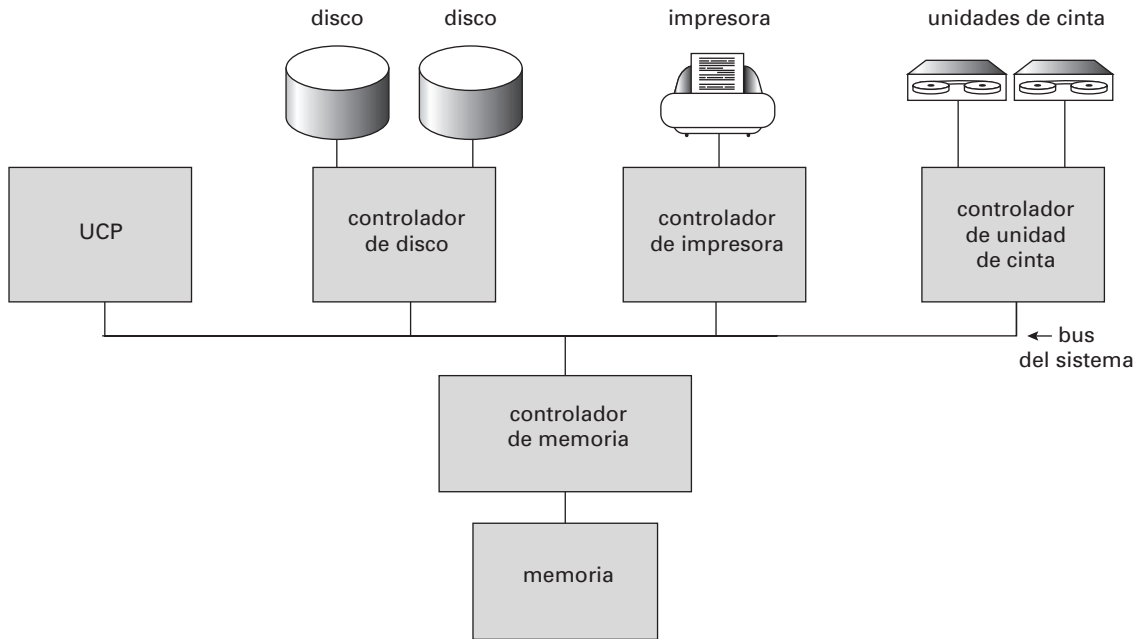 disco
disco
impresora
unidades de cinta
UCP
controlador
de disco
controlador
de impresora
controlador
de unidad
de cinta
bus
del sistema
controlador
de memoria
memoria